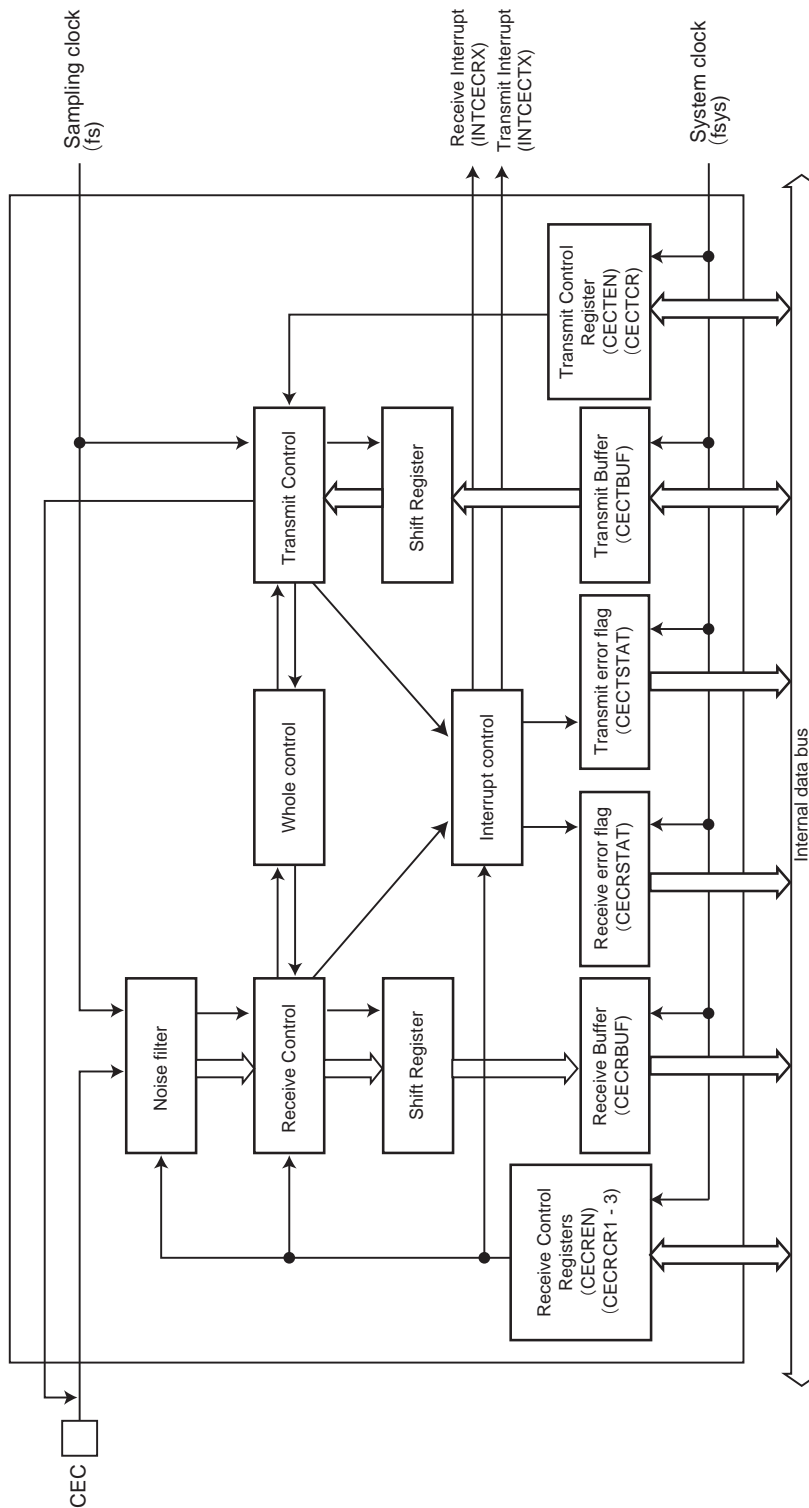 CEC
Sampling clock
(fs)
Noise filter
Receive Control
Whole control
Transmit Control
Shift Register
Shift Register
Receive Interrupt
(INTCECRX)
Transmit Interrupt
(INTCECTX)
Interrupt control
Receive Control
Registers
(CECREN)
(CECRCR1 - 3)
Receive Buffer
(CECRBUF)
Receive error flag
(CECRSTAT)
Transmit error flag
(CECTSTAT)
Transmit Buffer
(CECTBUF)
Transmit Control
Register
(CECTEN)
(CECTCR)
System clock
(fsys)
Internal data bus